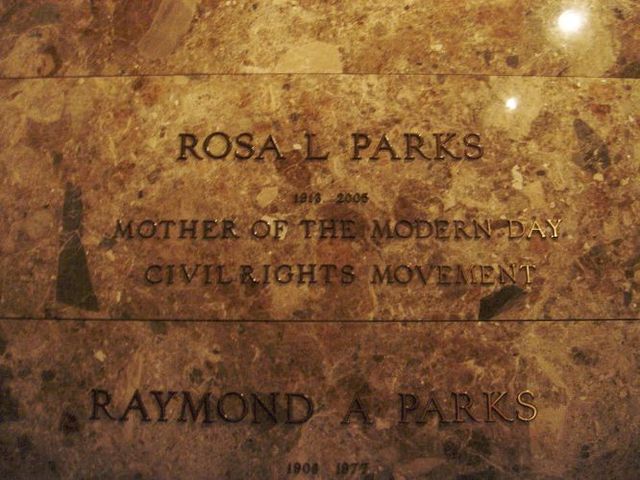 ROSA L PARKS
1913 2005
MOTHER OF THE MODERN DAY
CIVIL RIGHTS MOVEMENT
RAYMOND A PARKS
1903 1977